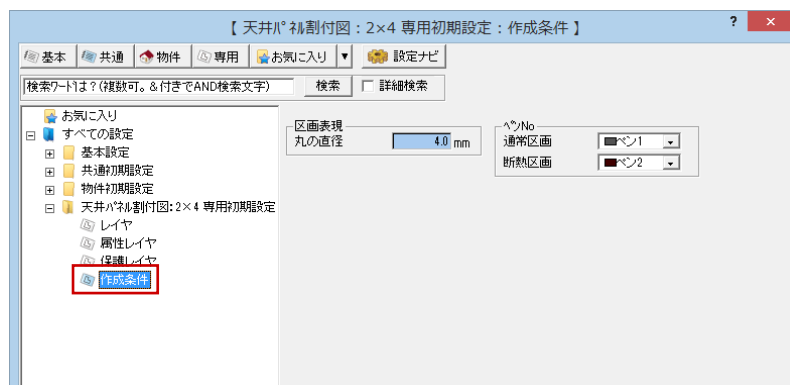 【 天井ﾊﾟﾈﾙ割付図：2×4 専用初期設定：作成条件 】 ? ×
基本 共通 物件 専用 お気に入り ▼ 設定ナビ
検索ﾜｰﾄﾞは？(複数可。＆付きでAND検索文字) 検索 詳細検索
お気に入り
すべての設定
基本設定
共通初期設定
物件初期設定
天井ﾊﾟﾈﾙ割付図:2×4 専用初期設定
レイヤ
属性レイヤ
保護レイヤ
作成条件
区画表現
丸の直径 4.0 mm
ﾍﾟﾝNo
通常区画 ペン1
断熱区画 ペン2